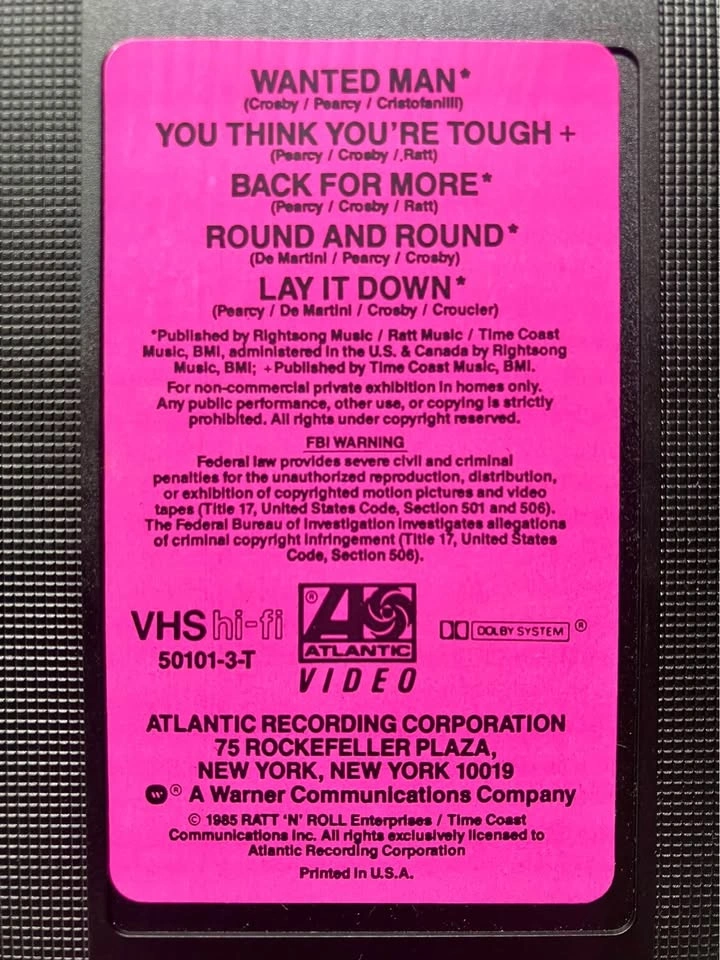 WANTED MAN*
(Crosby / Pearcy / Cristofanilli)
YOU THINK YOU'RE TOUGH +
(Pearcy / Crosby /.Ratt)
BACK FOR MORE*
(Pearcy / Crosby / Ratt)
ROUND AND ROUND*
(De Martini / Pearcy / Crosby)
LAY IT DOWN*
(Pearcy / De Martini / Crosby / Croucier)
*Published by Rightsong Music / Ratt Music / Time Coast
Music, BMI, administered in the U.S. & Canada by Rightsong
Music, BMI; +Published by Time Coast Music, BMI.
For non-commercial private exhibition in homes only.
Any public performance, other use, or copying is strictly
prohibited. All rights under copyright reserved.
FBI WARNING
Federal law provides severe civil and criminal
penalties for the unauthorized reproduction, distribution,
or exhibition of copyrighted motion pictures and video
tapes (Title 17, United States Code, Section 501 and 506).
The Federal Bureau of Investigation investigates allegations
of criminal copyright infringement (Title 17, United States
Code, Section 506).
VHS hi-fi
50101-3-T
®
ATLANTIC
VIDEO
DOLBY SYSTEM ®
ATLANTIC RECORDING CORPORATION
75 ROCKEFELLER PLAZA,
NEW YORK, NEW YORK 10019
® A Warner Communications Company
© 1985 RATT 'N' ROLL Enterprises / Time Coast
Communications Inc. All rights exclusively licensed to
Atlantic Recording Corporation
Printed in U.S.A.